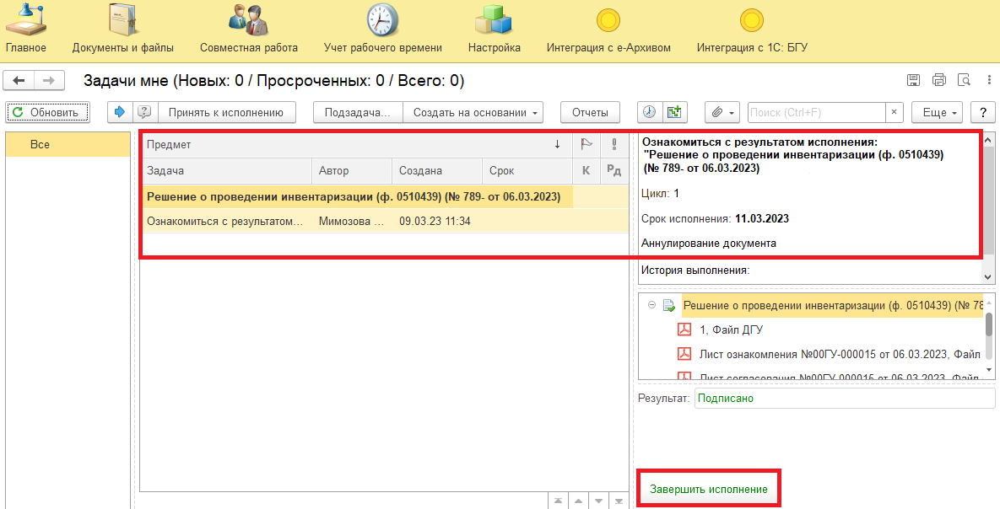 Главное Документы и файлы Совместная работа Учет рабочего времени Настройка Интеграция с е-Архивом Интеграция с 1С: БГУ
Задачи мне (Новых: 0 / Просроченных: 0 / Всего: 0)
Обновить Принять к исполнению Подзадача... Создать на основании Отчеты Поиск (Ctrl+F) × Еще ?
Все
Предмет ↓
Задача Автор Создана Срок К Рд
Решение о проведении инвентаризации (ф. 0510439) (№ 789- от 06.03.2023)
Ознакомиться с результатом... Мимозова ... 09.03.23 11:34
Ознакомиться с результатом исполнения:
"Решение о проведении инвентаризации (ф. 0510439)
(№ 789- от 06.03.2023)
Цикл: 1
Срок исполнения: 11.03.2023
Аннулирование документа
История выполнения:
Решение о проведении инвентаризации (ф. 0510439) (№ 78
1, Файл ДГУ
Лист ознакомления №00ГУ-000015 от 06.03.2023, Файл
Лист согласования №00ГУ-000015 от 06.03.2023, Файл
Результат: Подписано
Завершить исполнение